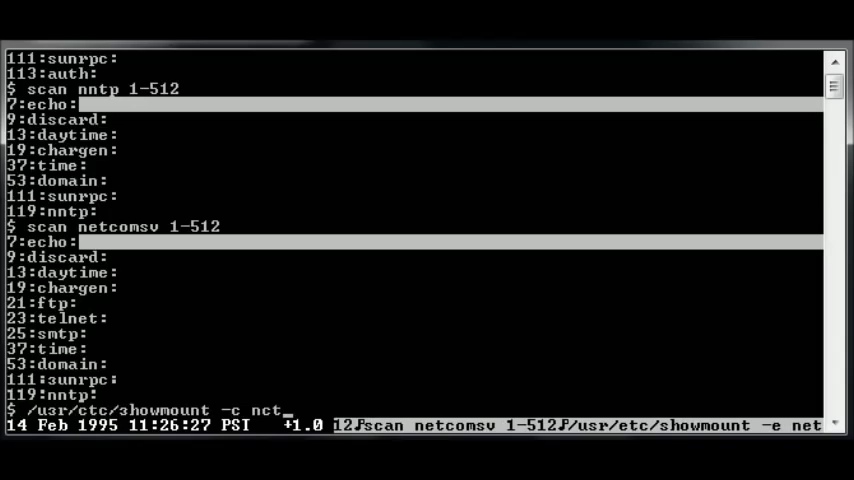 111:sunrpc:
113:auth:
$ scan nntp 1-512
7:echo:
9:discard:
13:daytime:
19:chargen:
37:time:
53:domain:
111:sunrpc:
119:nntp:
$ scan netcomsv 1-512
7:echo:
9:discard:
13:daytime:
19:chargen:
21:ftp:
23:telnet:
25:smtp:
37:time:
53:domain:
111:sunrpc:
119:nntp:
$ /usr/etc/showmount -e net_
14 Feb 1995 11:26:27 PST +1.0 12♪scan netcomsv 1-512♪/usr/etc/showmount -e net